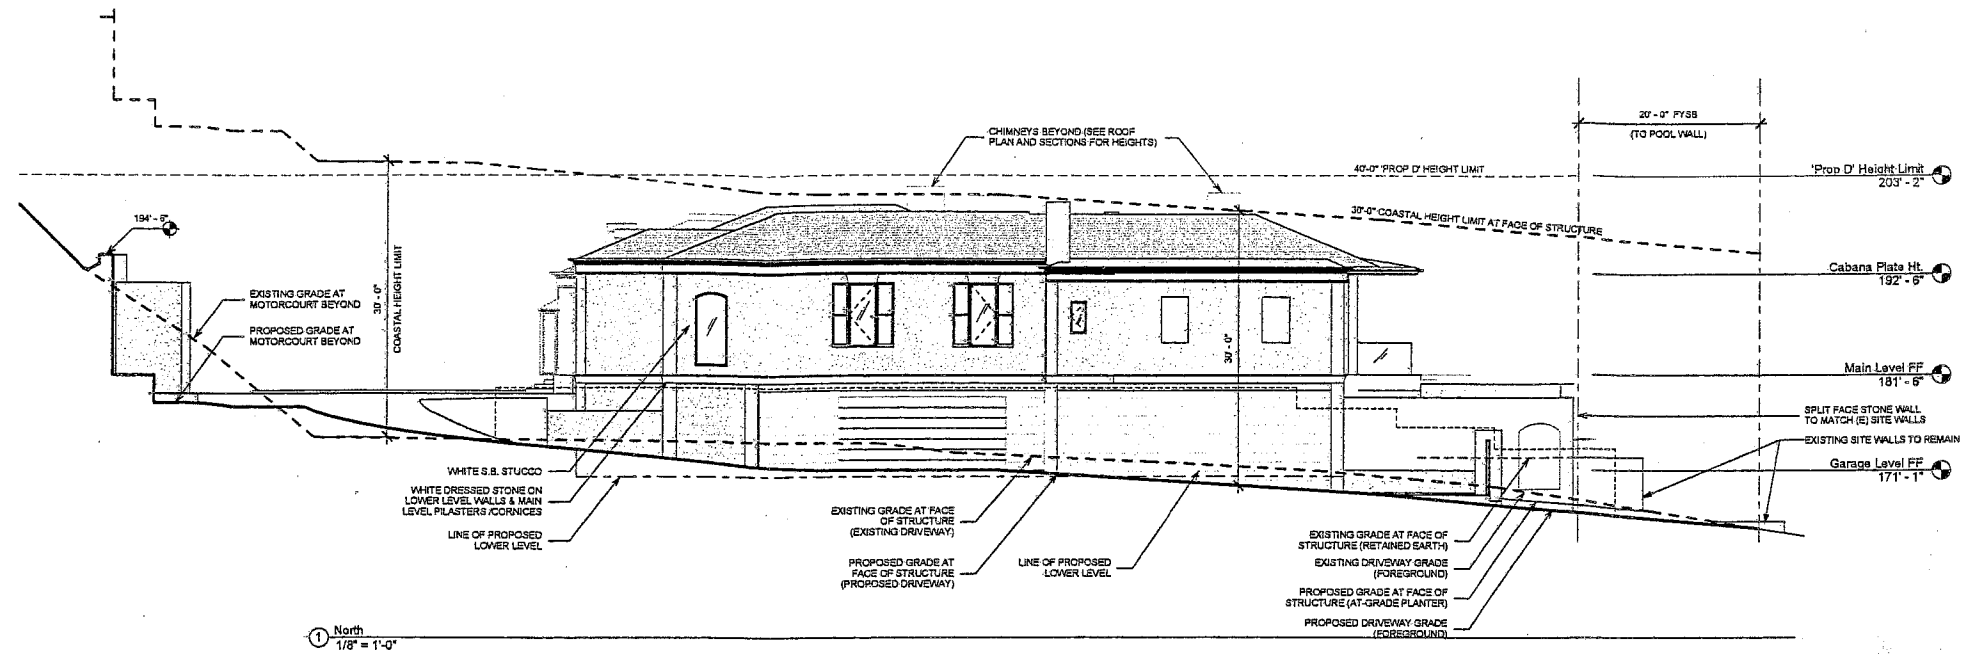 20'-0" FYSB
(TO POOL WALL)
CHIMNEYS BEYOND (SEE ROOF
PLAN AND SECTIONS FOR HEIGHTS)
40'-0" 'PROP D' HEIGHT LIMIT
'Prop D' Height Limit
203' - 2"
194' - 6"
30'-0" COASTAL HEIGHT LIMIT AT FACE OF STRUCTURE
Cabana Plate Ht.
192' - 6"
EXISTING GRADE AT
MOTORCOURT BEYOND
30' - 0"
COASTAL HEIGHT LIMIT
PROPOSED GRADE AT
MOTORCOURT BEYOND
30' - 0"
Main Level FF
181' - 6"
SPLIT FACE STONE WALL
TO MATCH (E) SITE WALLS
EXISTING SITE WALLS TO REMAIN
Garage Level FF
171' - 1"
WHITE S.B. STUCCO
WHITE DRESSED STONE ON
LOWER LEVEL WALLS & MAIN
LEVEL PILASTERS /CORNICES
LINE OF PROPOSED
LOWER LEVEL
EXISTING GRADE AT FACE
OF STRUCTURE
(EXISTING DRIVEWAY)
PROPOSED GRADE AT
FACE OF STRUCTURE
(PROPOSED DRIVEWAY)
LINE OF PROPOSED
LOWER LEVEL
EXISTING GRADE AT FACE OF
STRUCTURE (RETAINED EARTH)
EXISTING DRIVEWAY GRADE
(FOREGROUND)
PROPOSED GRADE AT FACE OF
STRUCTURE (AT-GRADE PLANTER)
PROPOSED DRIVEWAY GRADE
(FOREGROUND)
1 North
1/8" = 1'-0"